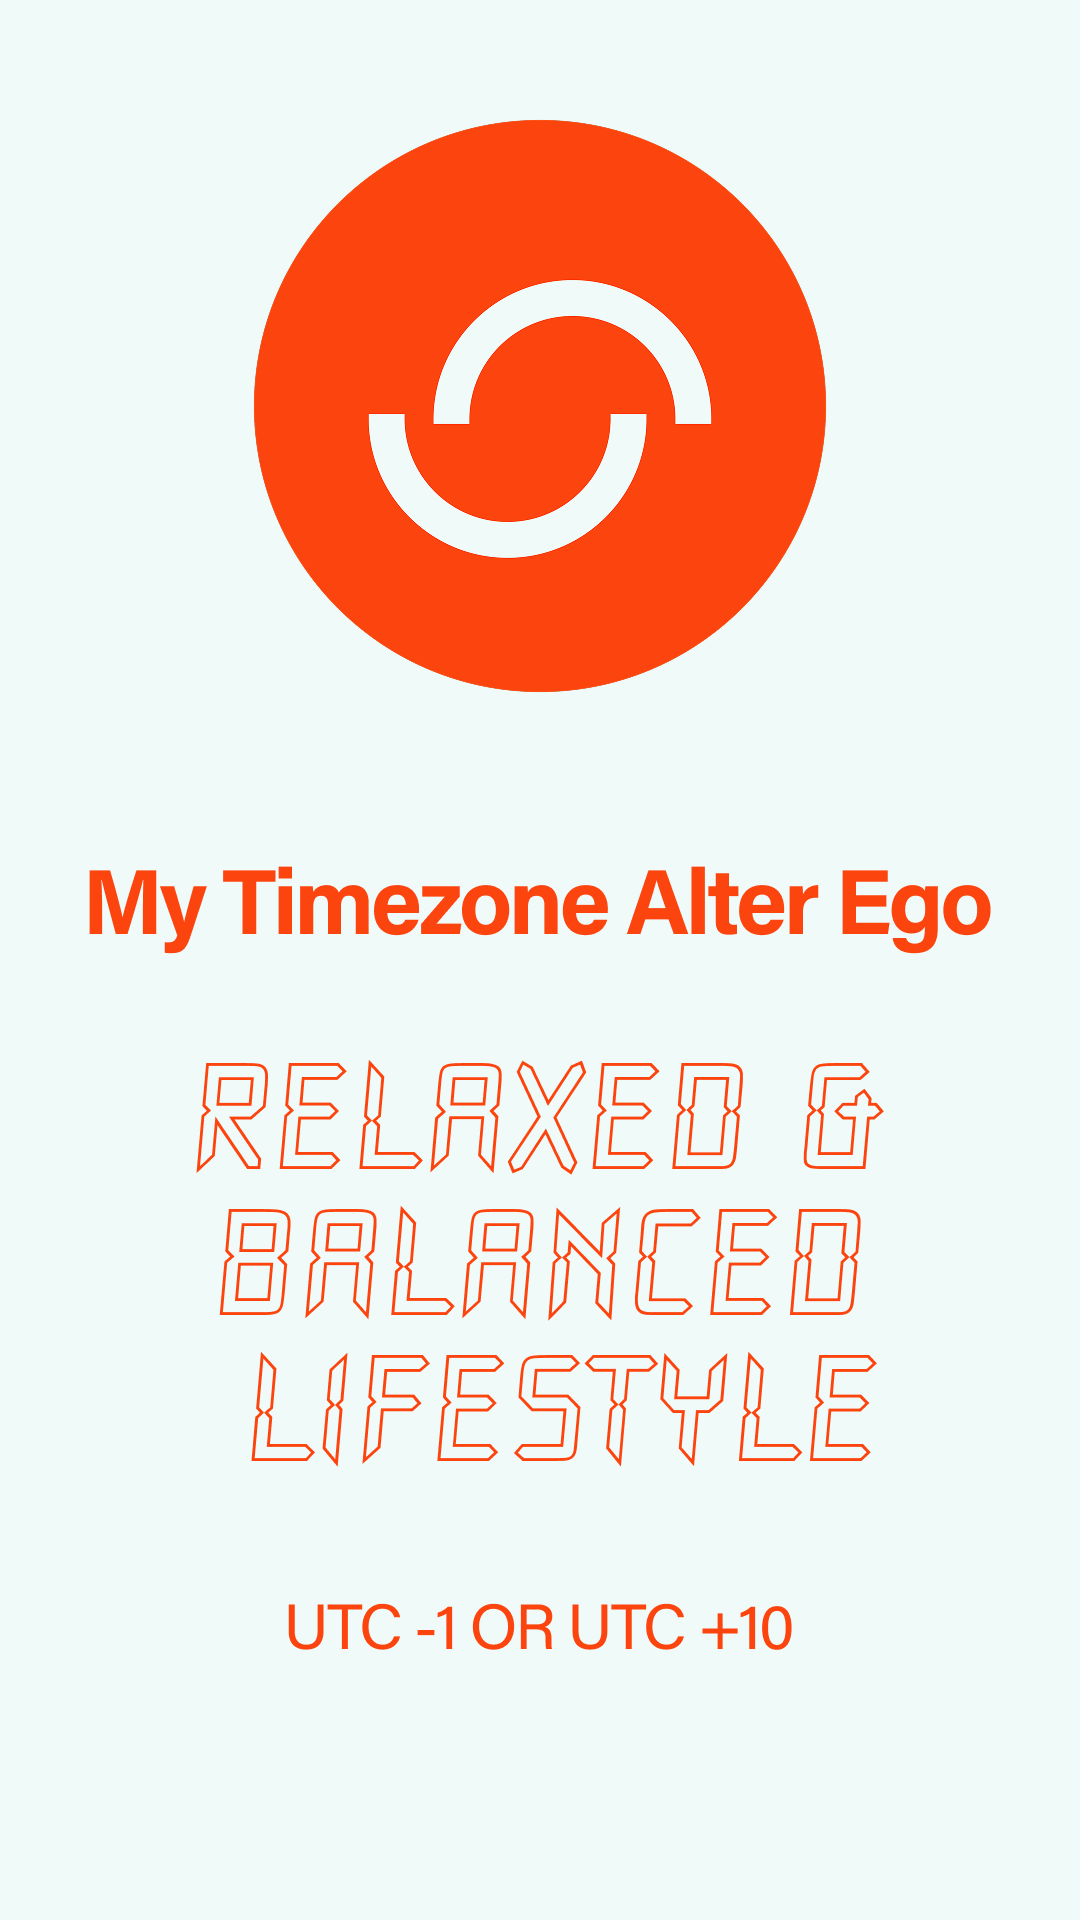 My Timezone Alter Ego
RELAXED &
BALANCED
LIFESTYLE
UTC -1 OR UTC +10